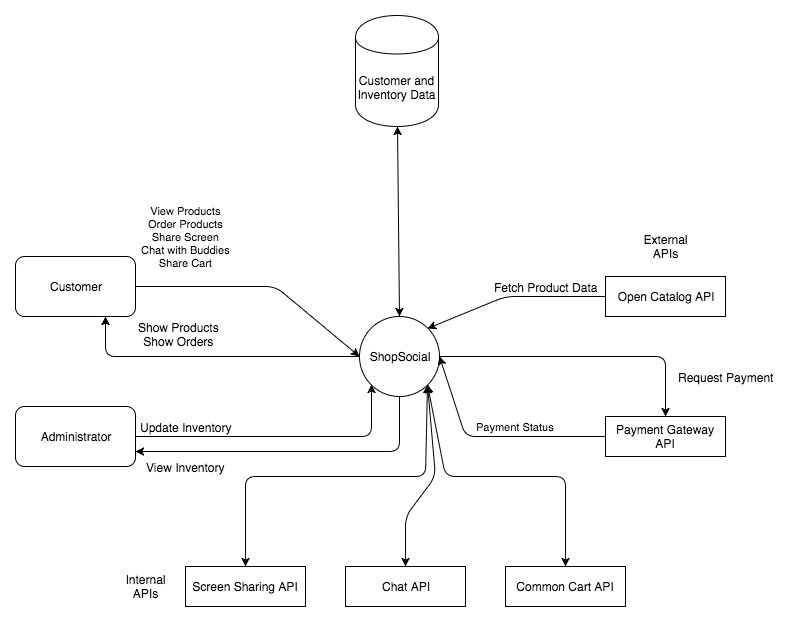 Customer and
Inventory Data
View Products
Order Products
Share Screen
Chat with Buddies
Share Cart
External
APIs
Customer
Fetch Product Data
Open Catalog API
Show Products
Show Orders
ShopSocial
Request Payment
Administrator
Update Inventory
Payment Status
Payment Gateway
API
View Inventory
Internal
APIs
Screen Sharing API
Chat API
Common Cart API